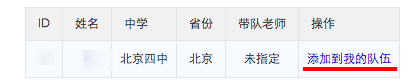 ID 姓名 中学 省份 带队老师 操作
北京四中 北京 未指定 添加到我的队伍